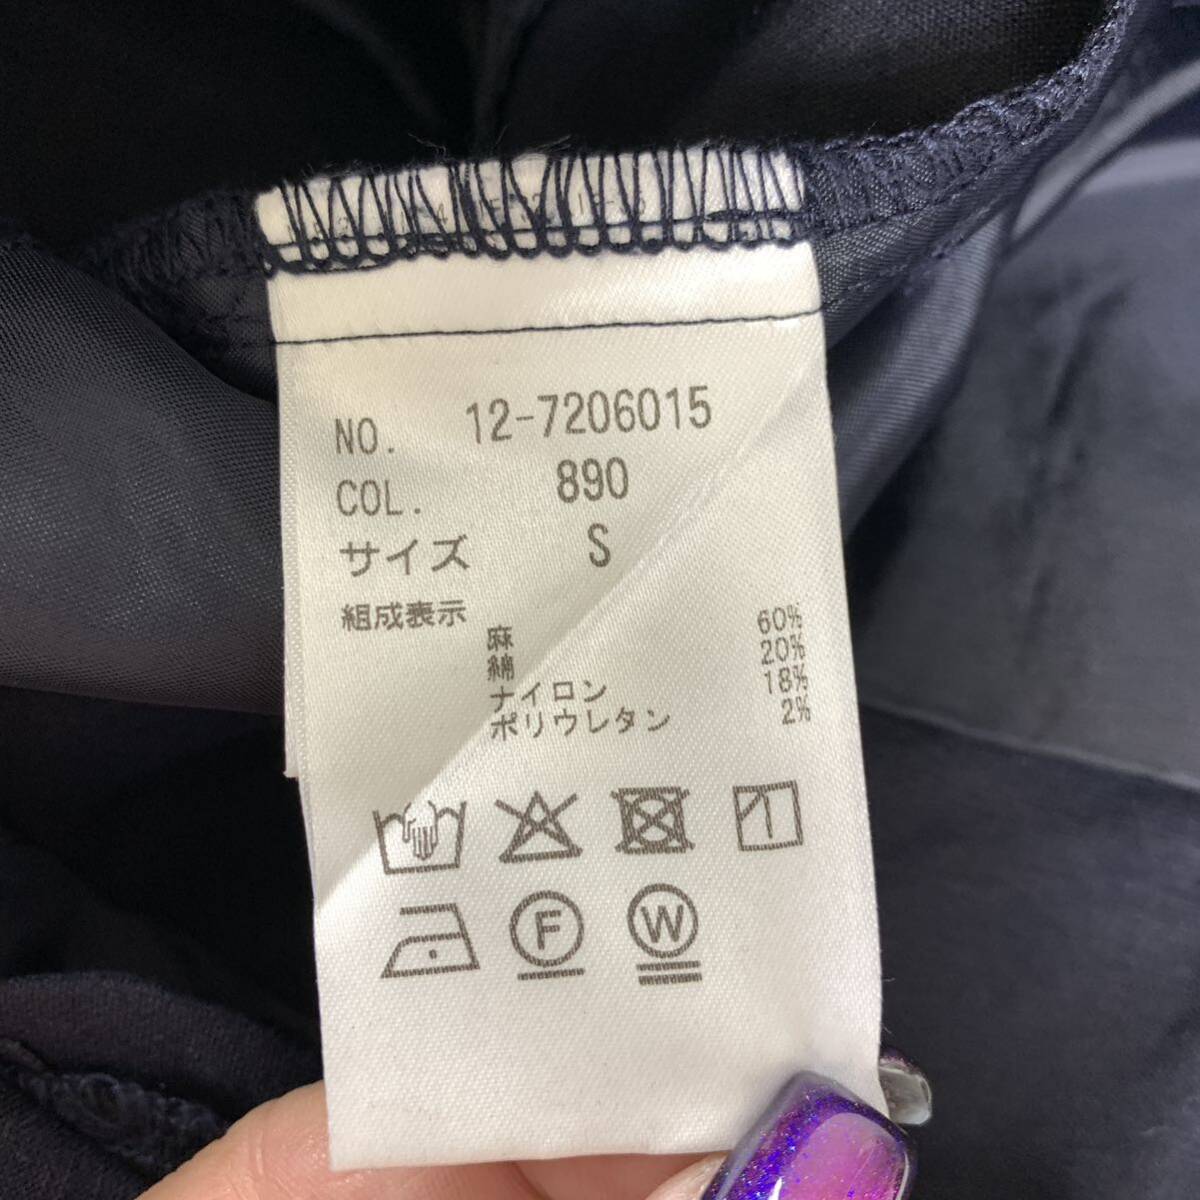 NO. 12-7206015
COL. 890
サイズ S
組成表示
麻 60%
綿 20%
ナイロン 18%
ポリウレタン 2%
F
W